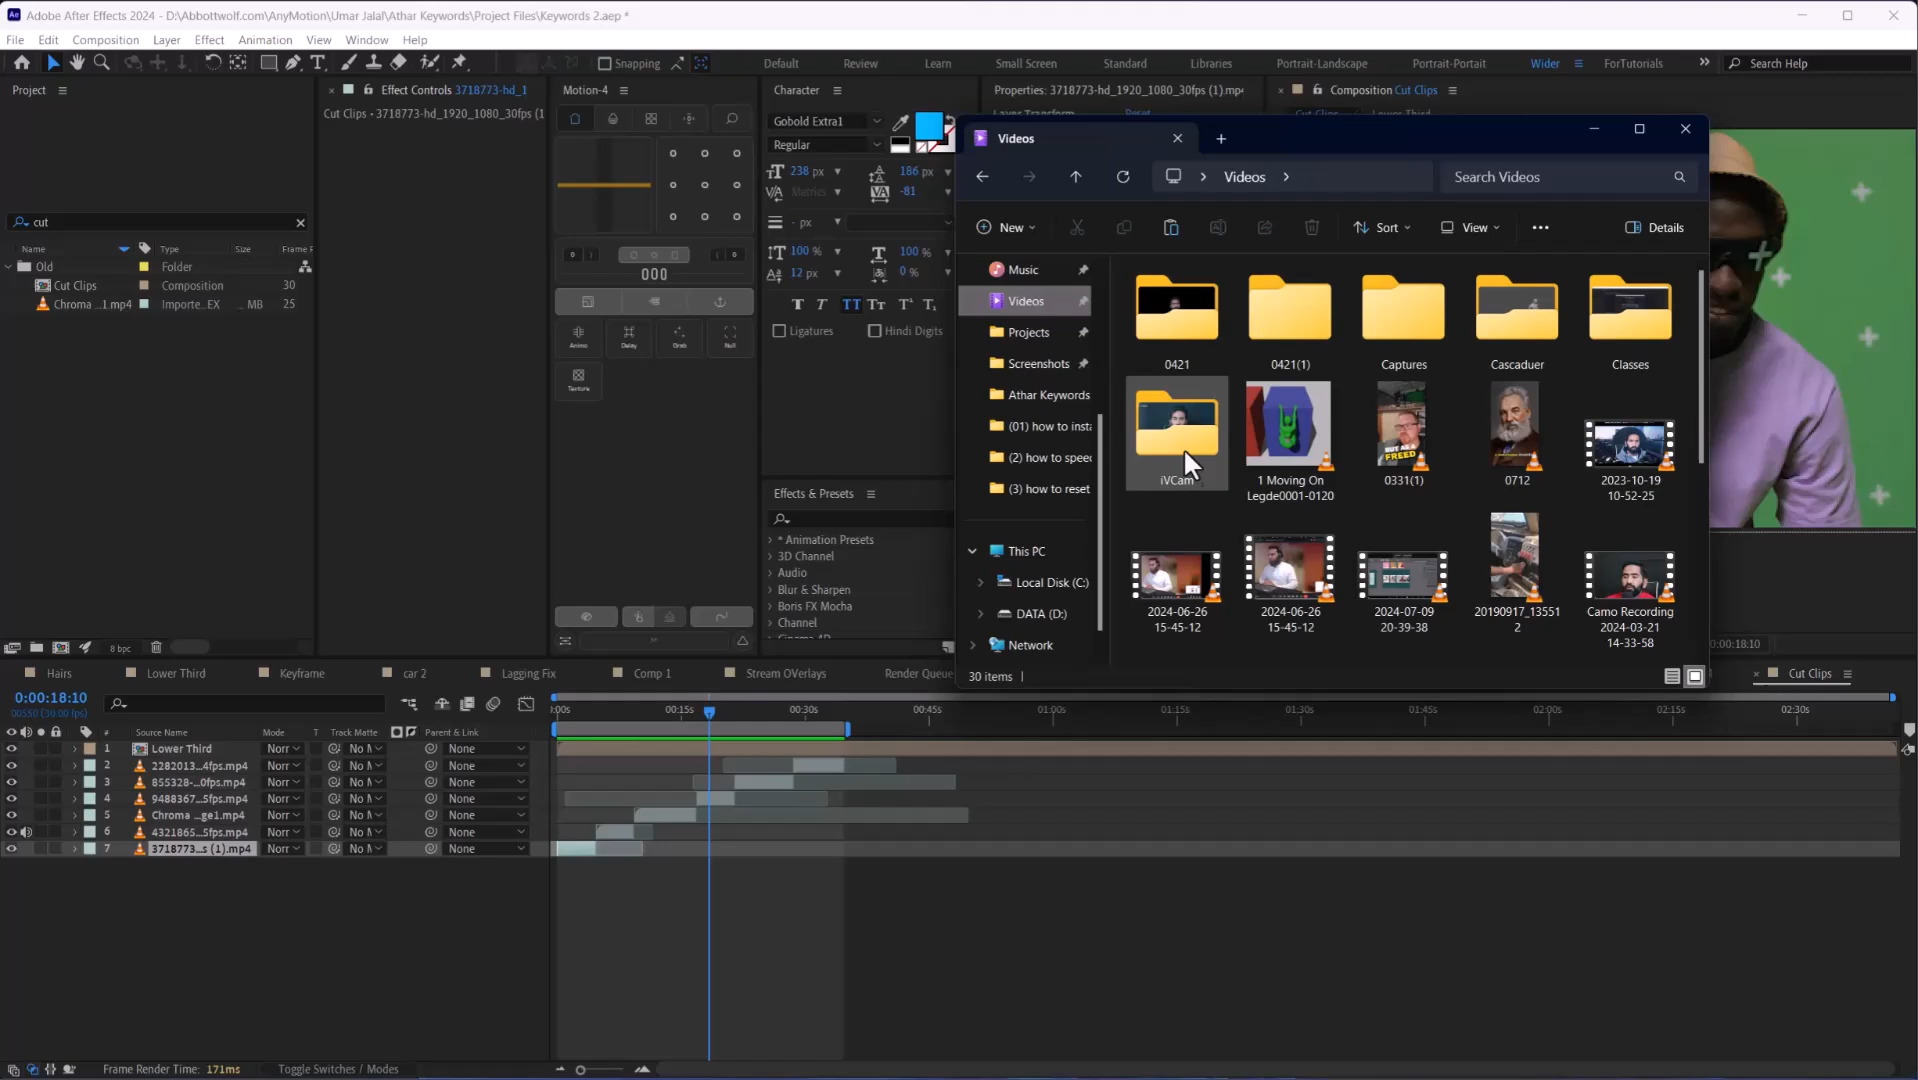 Adobe After Effects 2024 - D:\Abbottwolf.com\AnyMotion\Umar Jalal\Athar Keywords\Project Files\Keywords 2.aep *
File Edit Composition Layer Effect Animation View Window Help
Snapping
Default Review Learn Small Screen Standard Libraries Portrait-Landscape Portrait-Portait Wider ForTutorials Search Help
Project
cut
Name Type Size Frame F
Old Folder
Cut Clips Composition 30
Chroma ...1.mp4 Importe...EX ... MB 25
8 bpc
Effect Controls 3718773-hd_1
Cut Clips • 3718773-hd_1920_1080_30fps (1
Motion-4
000
Animo Delay Grab Null
Texture
Character
Gobold Extra1
Regular
238 px 186 px
Metrics -81
- px
100 % 100 %
12 px 0 %
Ligatures Hindi Digits
Effects & Presets
* Animation Presets
3D Channel
Audio
Blur & Sharpen
Boris FX Mocha
Channel
Cinema 4D
Properties: 3718773-hd_1920_1080_30fps (1).mp4
Layer Transform Reset
Composition Cut Clips
Cut Clips Lower Third
Videos
Videos
Search Videos
New Sort View Details
Music
Videos
Projects
Screenshots
Athar Keywords
(01) how to insta
(2) how to speed
(3) how to reset
This PC
Local Disk (C:)
DATA (D:)
Network
0421 0421(1) Captures Cascaduer Classes
iVCam
1 Moving On Legde0001-0120
0331(1)
0712
2023-10-19 10-52-25
2024-06-26 15-45-12
2024-06-26 15-45-12
2024-07-09 20-39-38
20190917_135512
Camo Recording 2024-03-21 14-33-58
30 items
0:00:18:10
Hairs Lower Third Keyframe car 2 Lagging Fix Comp 1 Stream OVerlays Render Queue Cut Clips
0:00:18:10
00550 (30.00 fps)
:00s 00:15s 00:30s 00:45s 01:00s 01:15s 01:30s 01:45s 02:00s 02:15s 02:30s
# Source Name Mode T Track Matte Parent & Link
1 Lower Third Norr No M None
2 2282013...4fps.mp4 Norr No M None
3 855328-...0fps.mp4 Norr No M None
4 9488367...5fps.mp4 Norr No M None
5 Chroma ...ge1.mp4 Norr No M None
6 4321865...5fps.mp4 Norr No M None
7 3718773...s (1).mp4 Norr No M None
Frame Render Time: 171ms Toggle Switches / Modes